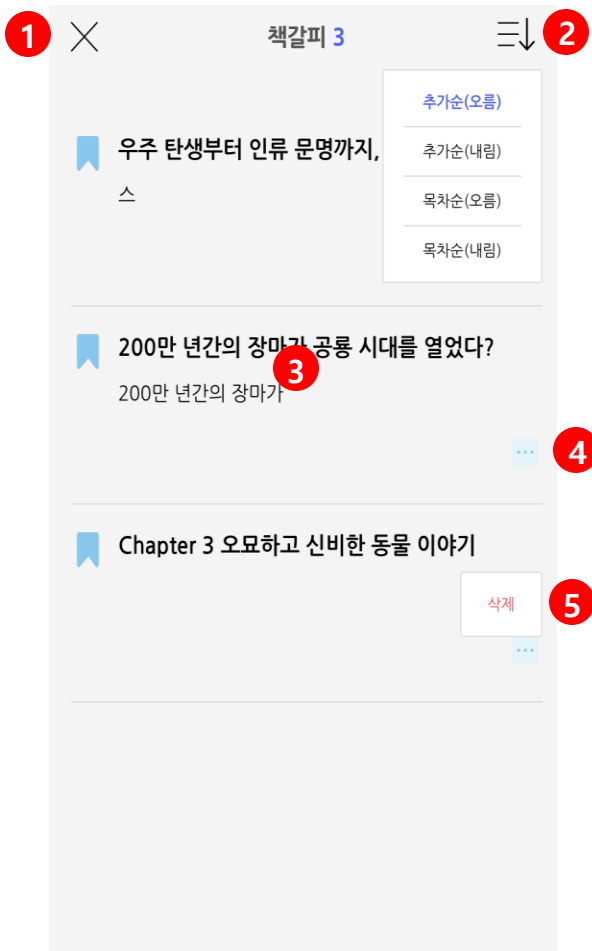 1
책갈피 3
2
추가순(오름)
추가순(내림)
목차순(오름)
목차순(내림)
우주 탄생부터 인류 문명까지,
스
200만 년간의 장마가 공룡 시대를 열었다?
3
200만 년간의 장마가
4
Chapter 3 오묘하고 신비한 동물 이야기
삭제
5